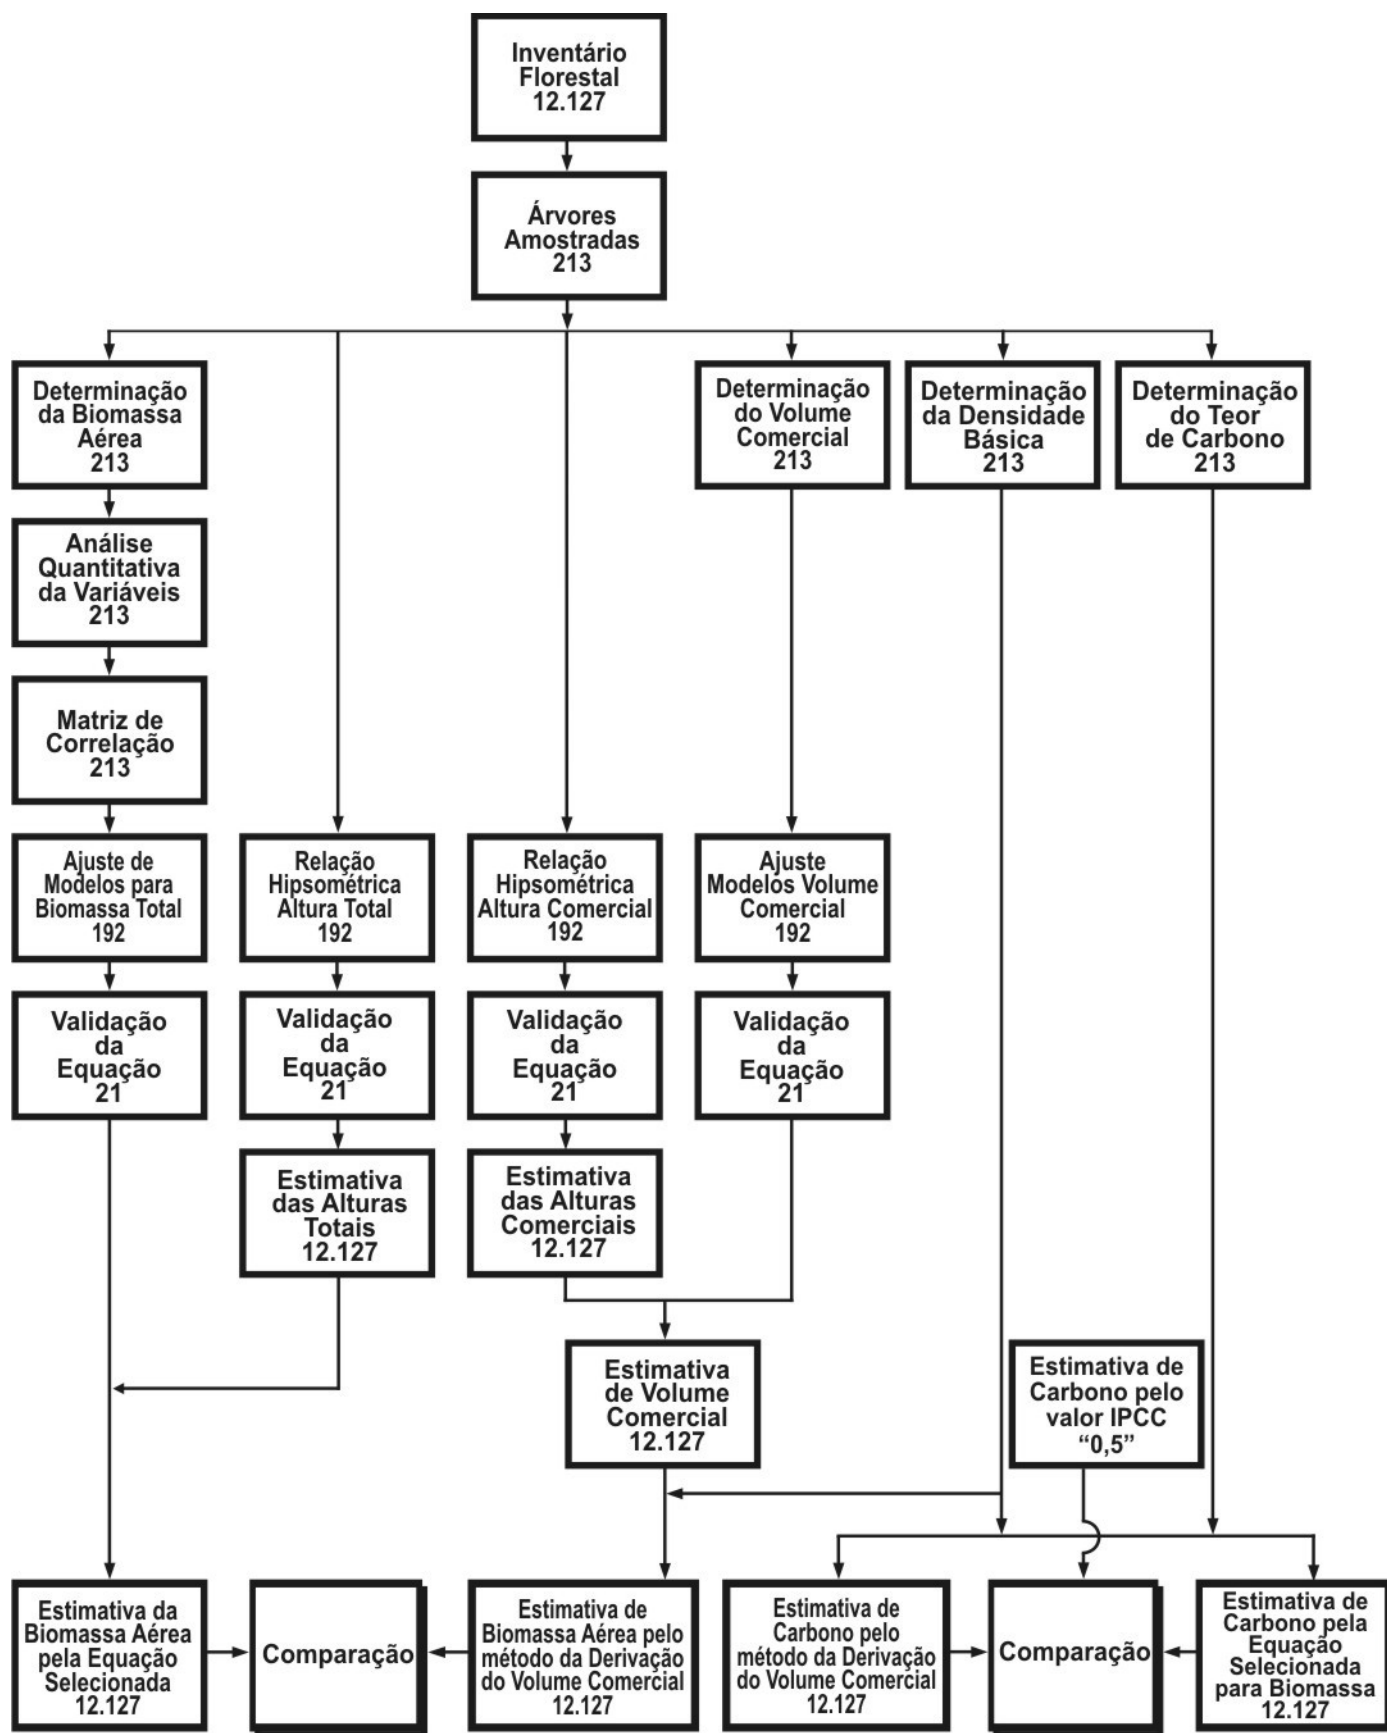 Inventário
Florestal
12.127
Árvores
Amostradas
213
Determinação
da Biomassa
Aérea
213
Determinação
do Volume
Comercial
213
Determinação
da Densidade
Básica
213
Determinação
do Teor
de Carbono
213
Análise
Quantitativa
da Variáveis
213
Matriz de
Correlação
213
Ajuste de
Modelos para
Biomassa Total
192
Relação
Hipsométrica
Altura Total
192
Relação
Hipsométrica
Altura Comercial
192
Ajuste
Modelos Volume
Comercial
192
Validação
da
Equação
21
Validação
da
Equação
21
Validação
da
Equação
21
Validação
da
Equação
21
Estimativa
das Alturas
Totais
12.127
Estimativa
das Alturas
Comerciais
12.127
Estimativa
de Volume
Comercial
12.127
Estimativa de
Carbono pelo
valor IPCC
“0,5”
Estimativa da
Biomassa Aérea
pela Equação
Selecionada
12.127
Comparação
Estimativa de
Biomassa Aérea pelo
método da Derivação
do Volume Comercial
12.127
Estimativa de
Carbono pelo
método da Derivação
do Volume Comercial
12.127
Comparação
Estimativa de
Carbono pela
Equação
Selecionada
para Biomassa
12.127